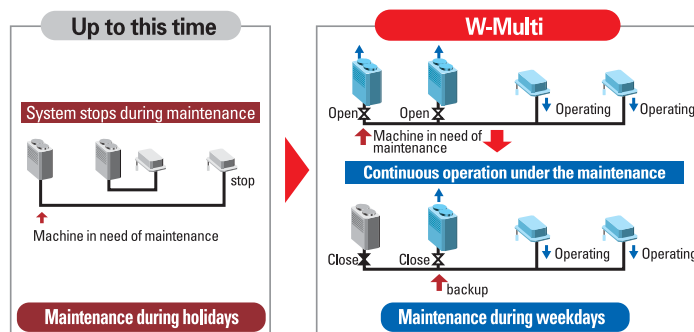 Up to this time
System stops during maintenance
stop
Machine in need of maintenance
Maintenance during holidays
W-Multi
Open
Open
Operating
Operating
Machine in need of
maintenance
Continuous operation under the maintenance
Close
Close
Operating
Operating
backup
Maintenance during weekdays